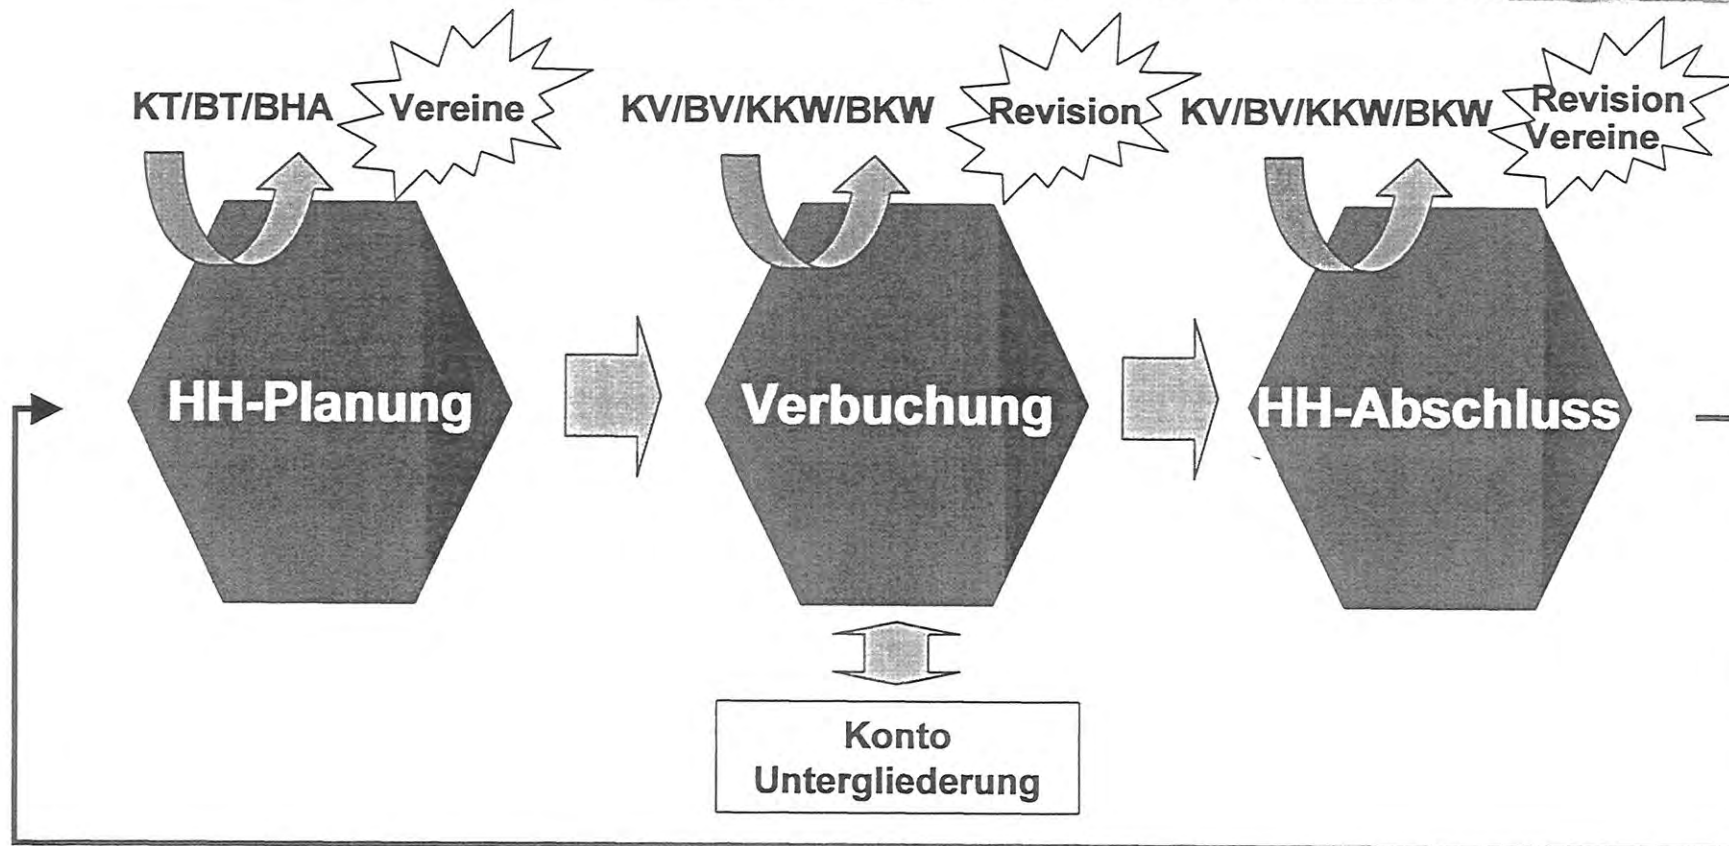 KT/BT/BHA
Vereine
KV/BV/KKW/BKW
Revision
KV/BV/KKW/BKW
Revision
Vereine
HH-Planung
Verbuchung
HH-Abschluss
Konto
Untergliederung